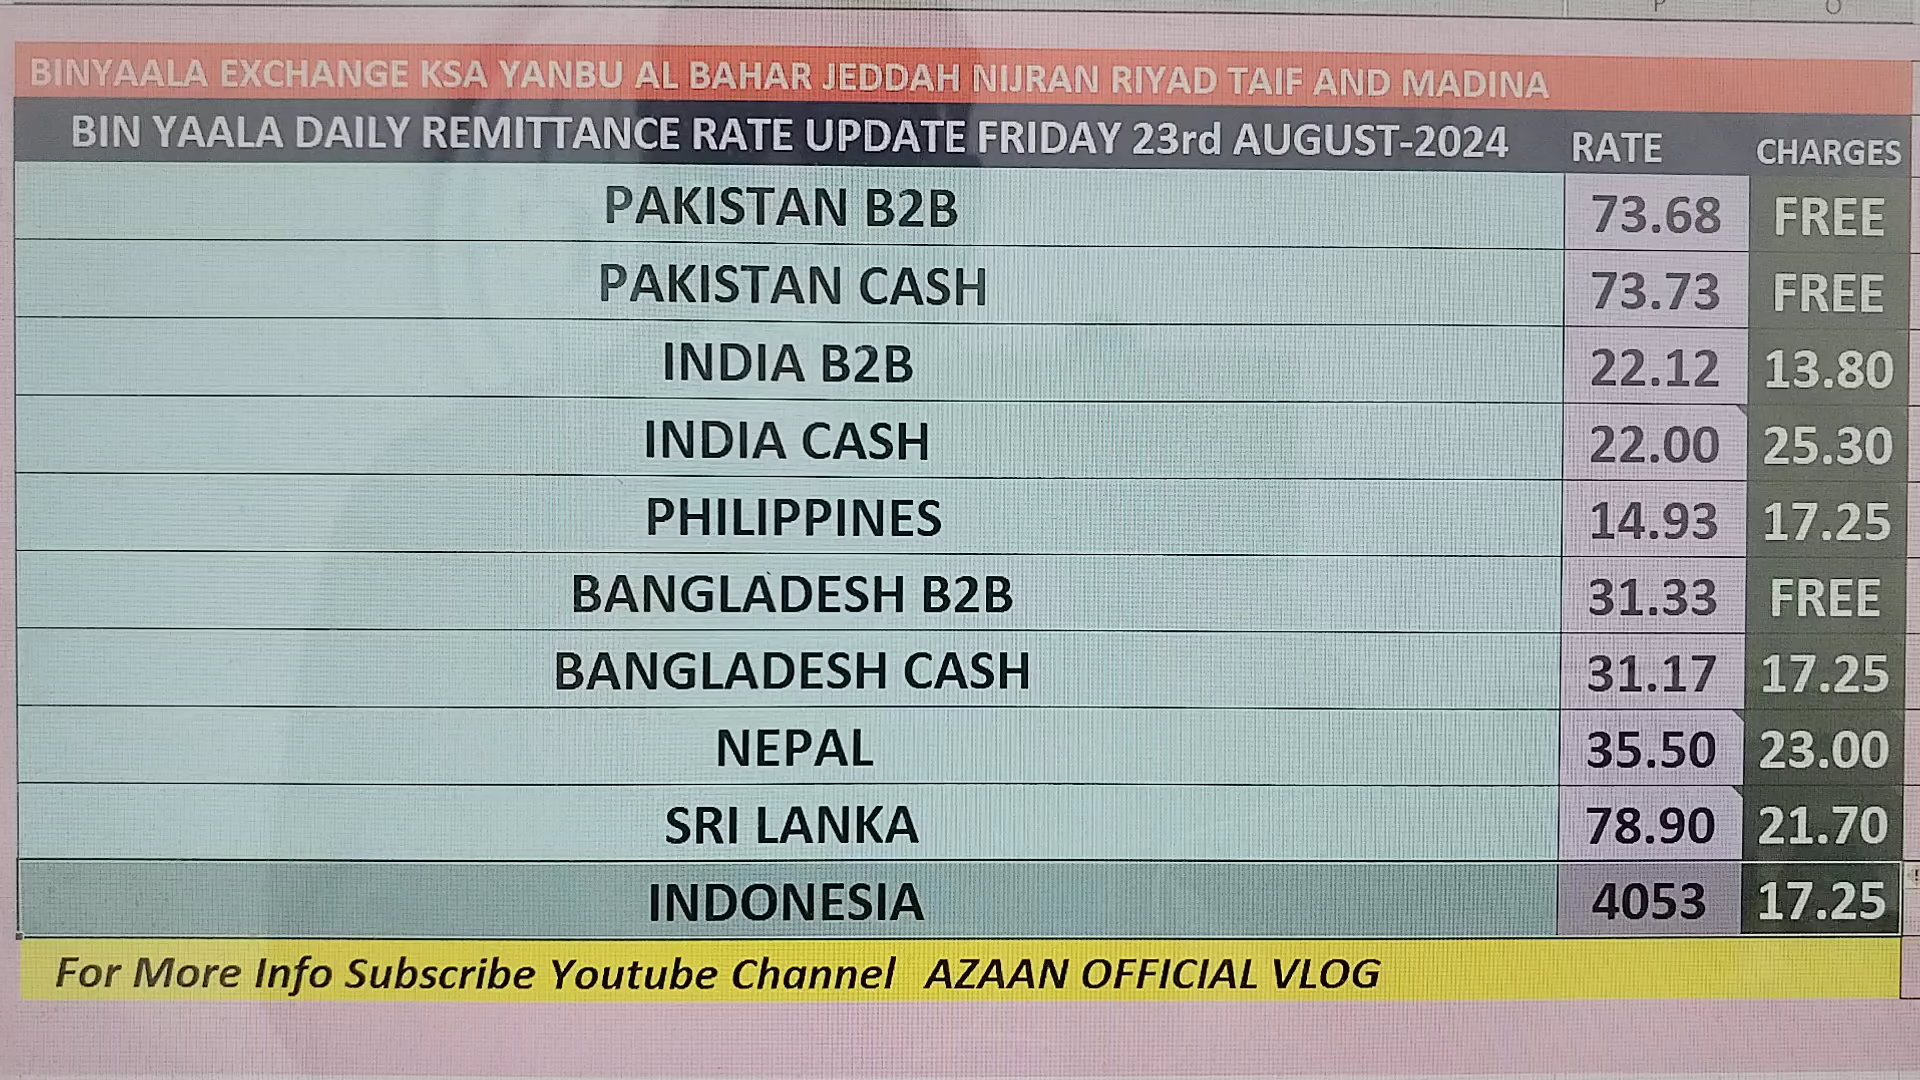 P O
BINYAALA EXCHANGE KSA YANBU AL BAHAR JEDDAH NIJRAN RIYAD TAIF AND MADINA
BIN YAALA DAILY REMITTANCE RATE UPDATE FRIDAY 23rd AUGUST-2024 RATE CHARGES
PAKISTAN B2B 73.68 FREE
PAKISTAN CASH 73.73 FREE
INDIA B2B 22.12 13.80
INDIA CASH 22.00 25.30
PHILIPPINES 14.93 17.25
BANGLADESH B2B 31.33 FREE
BANGLADESH CASH 31.17 17.25
NEPAL 35.50 23.00
SRI LANKA 78.90 21.70
INDONESIA 4053 17.25
For More Info Subscribe Youtube Channel AZAAN OFFICIAL VLOG